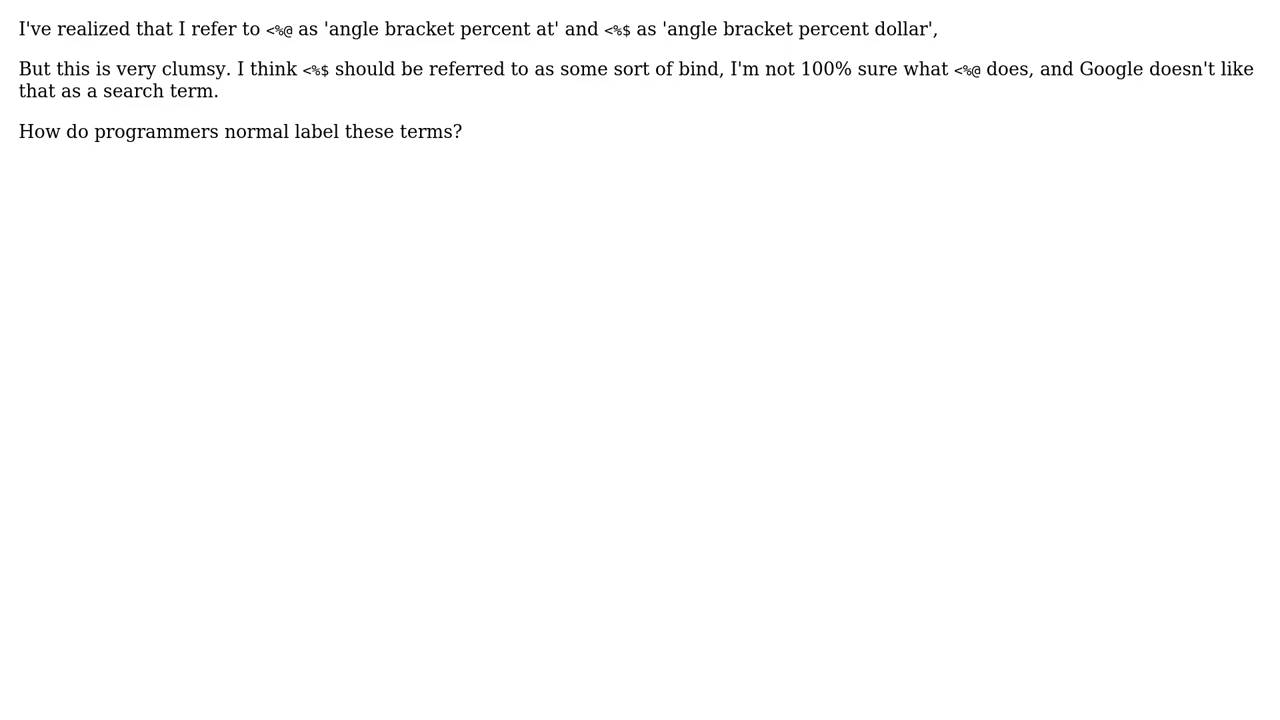 I've realized that I refer to <%@ as 'angle bracket percent at' and <%$ as 'angle bracket percent dollar',
But this is very clumsy. I think <%$ should be referred to as some sort of bind, I'm not 100% sure what <%@ does, and Google doesn't like
that as a search term.
How do programmers normal label these terms?